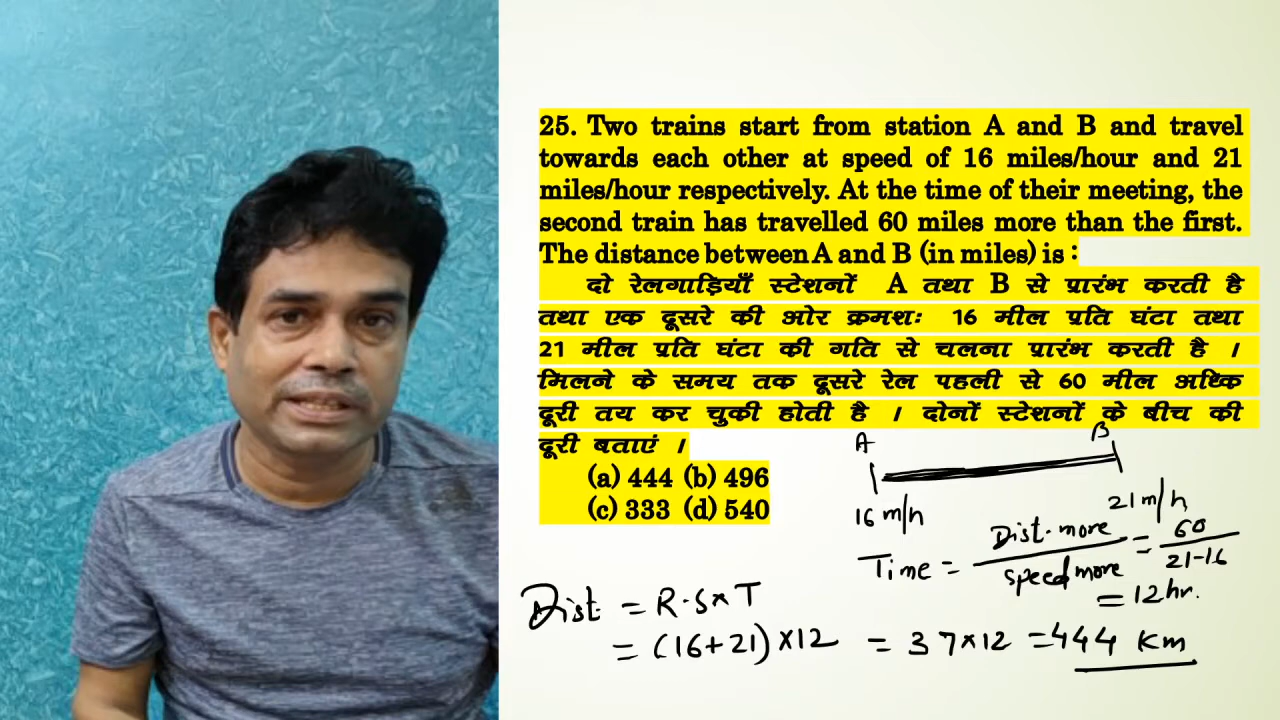 25. Two trains start from station A and B and travel
towards each other at speed of 16 miles/hour and 21
miles/hour respectively. At the time of their meeting, the
second train has travelled 60 miles more than the first.
The distance between A and B (in miles) is :
दो रेलगाड़ियाँ स्टेशनों A तथा B से प्रारंभ करती है
तथा एक दूसरे की ओर क्रमशः 16 मील प्रति घंटा तथा
21 मील प्रति घंटा की गति से चलना प्रारंभ करती है ।
मिलने के समय तक दूसरे रेल पहली से 60 मील अधिक
दूरी तय कर चुकी होती है । दोनों स्टेशनों के बीच की
दूरी बताएं ।
(a) 444 (b) 496
(c) 333 (d) 540
A B
16 m/h 21 m/h
Time = Dist. more / speed more = 60 / 21-16
= 12 hr.
Dist = R.S × T
= (16+21) × 12 = 37×12 = 444 Km